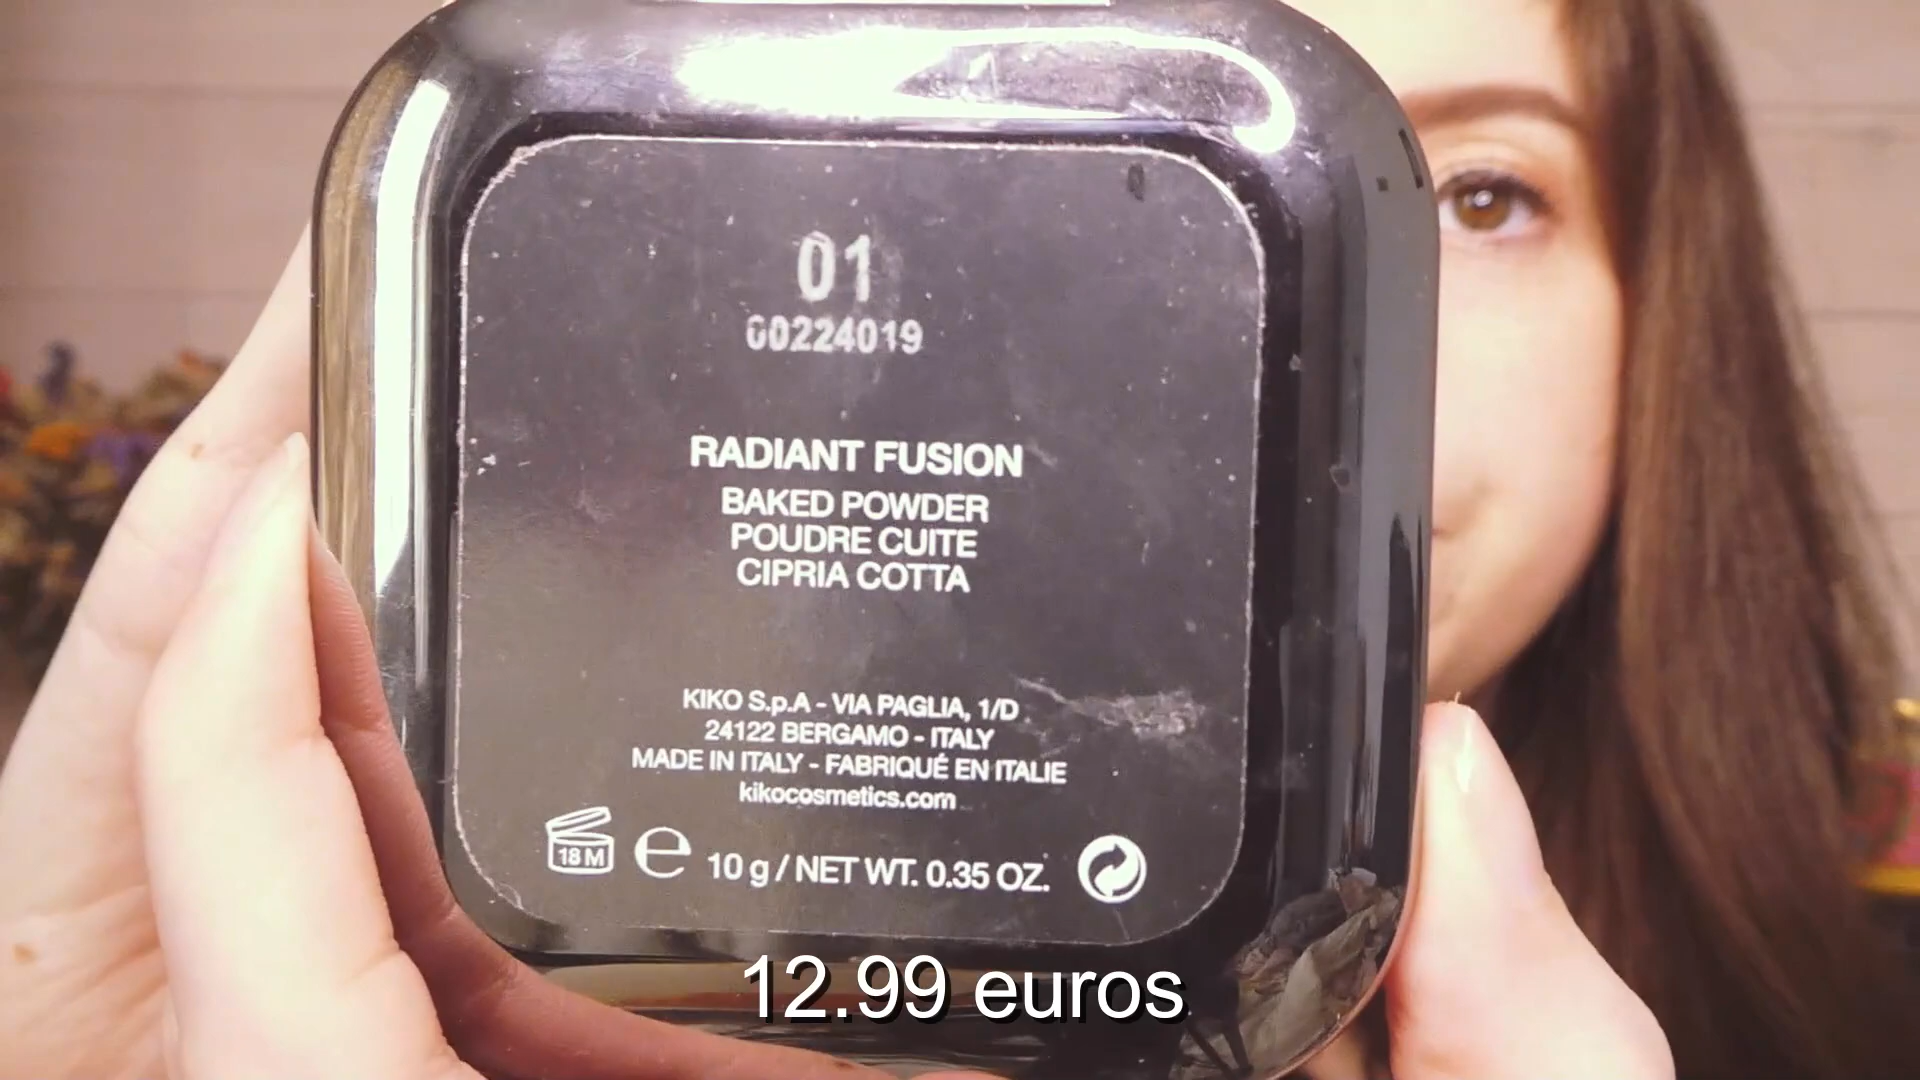 01
00224019
RADIANT FUSION
BAKED POWDER
POUDRE CUITE
CIPRIA COTTA
KIKO S.p.A - VIA PAGLIA, 1/D
24122 BERGAMO - ITALY
MADE IN ITALY - FABRIQUÉ EN ITALIE
kikocosmetics.com
18 M e 10 g / NET WT. 0.35 OZ.
12.99 euros